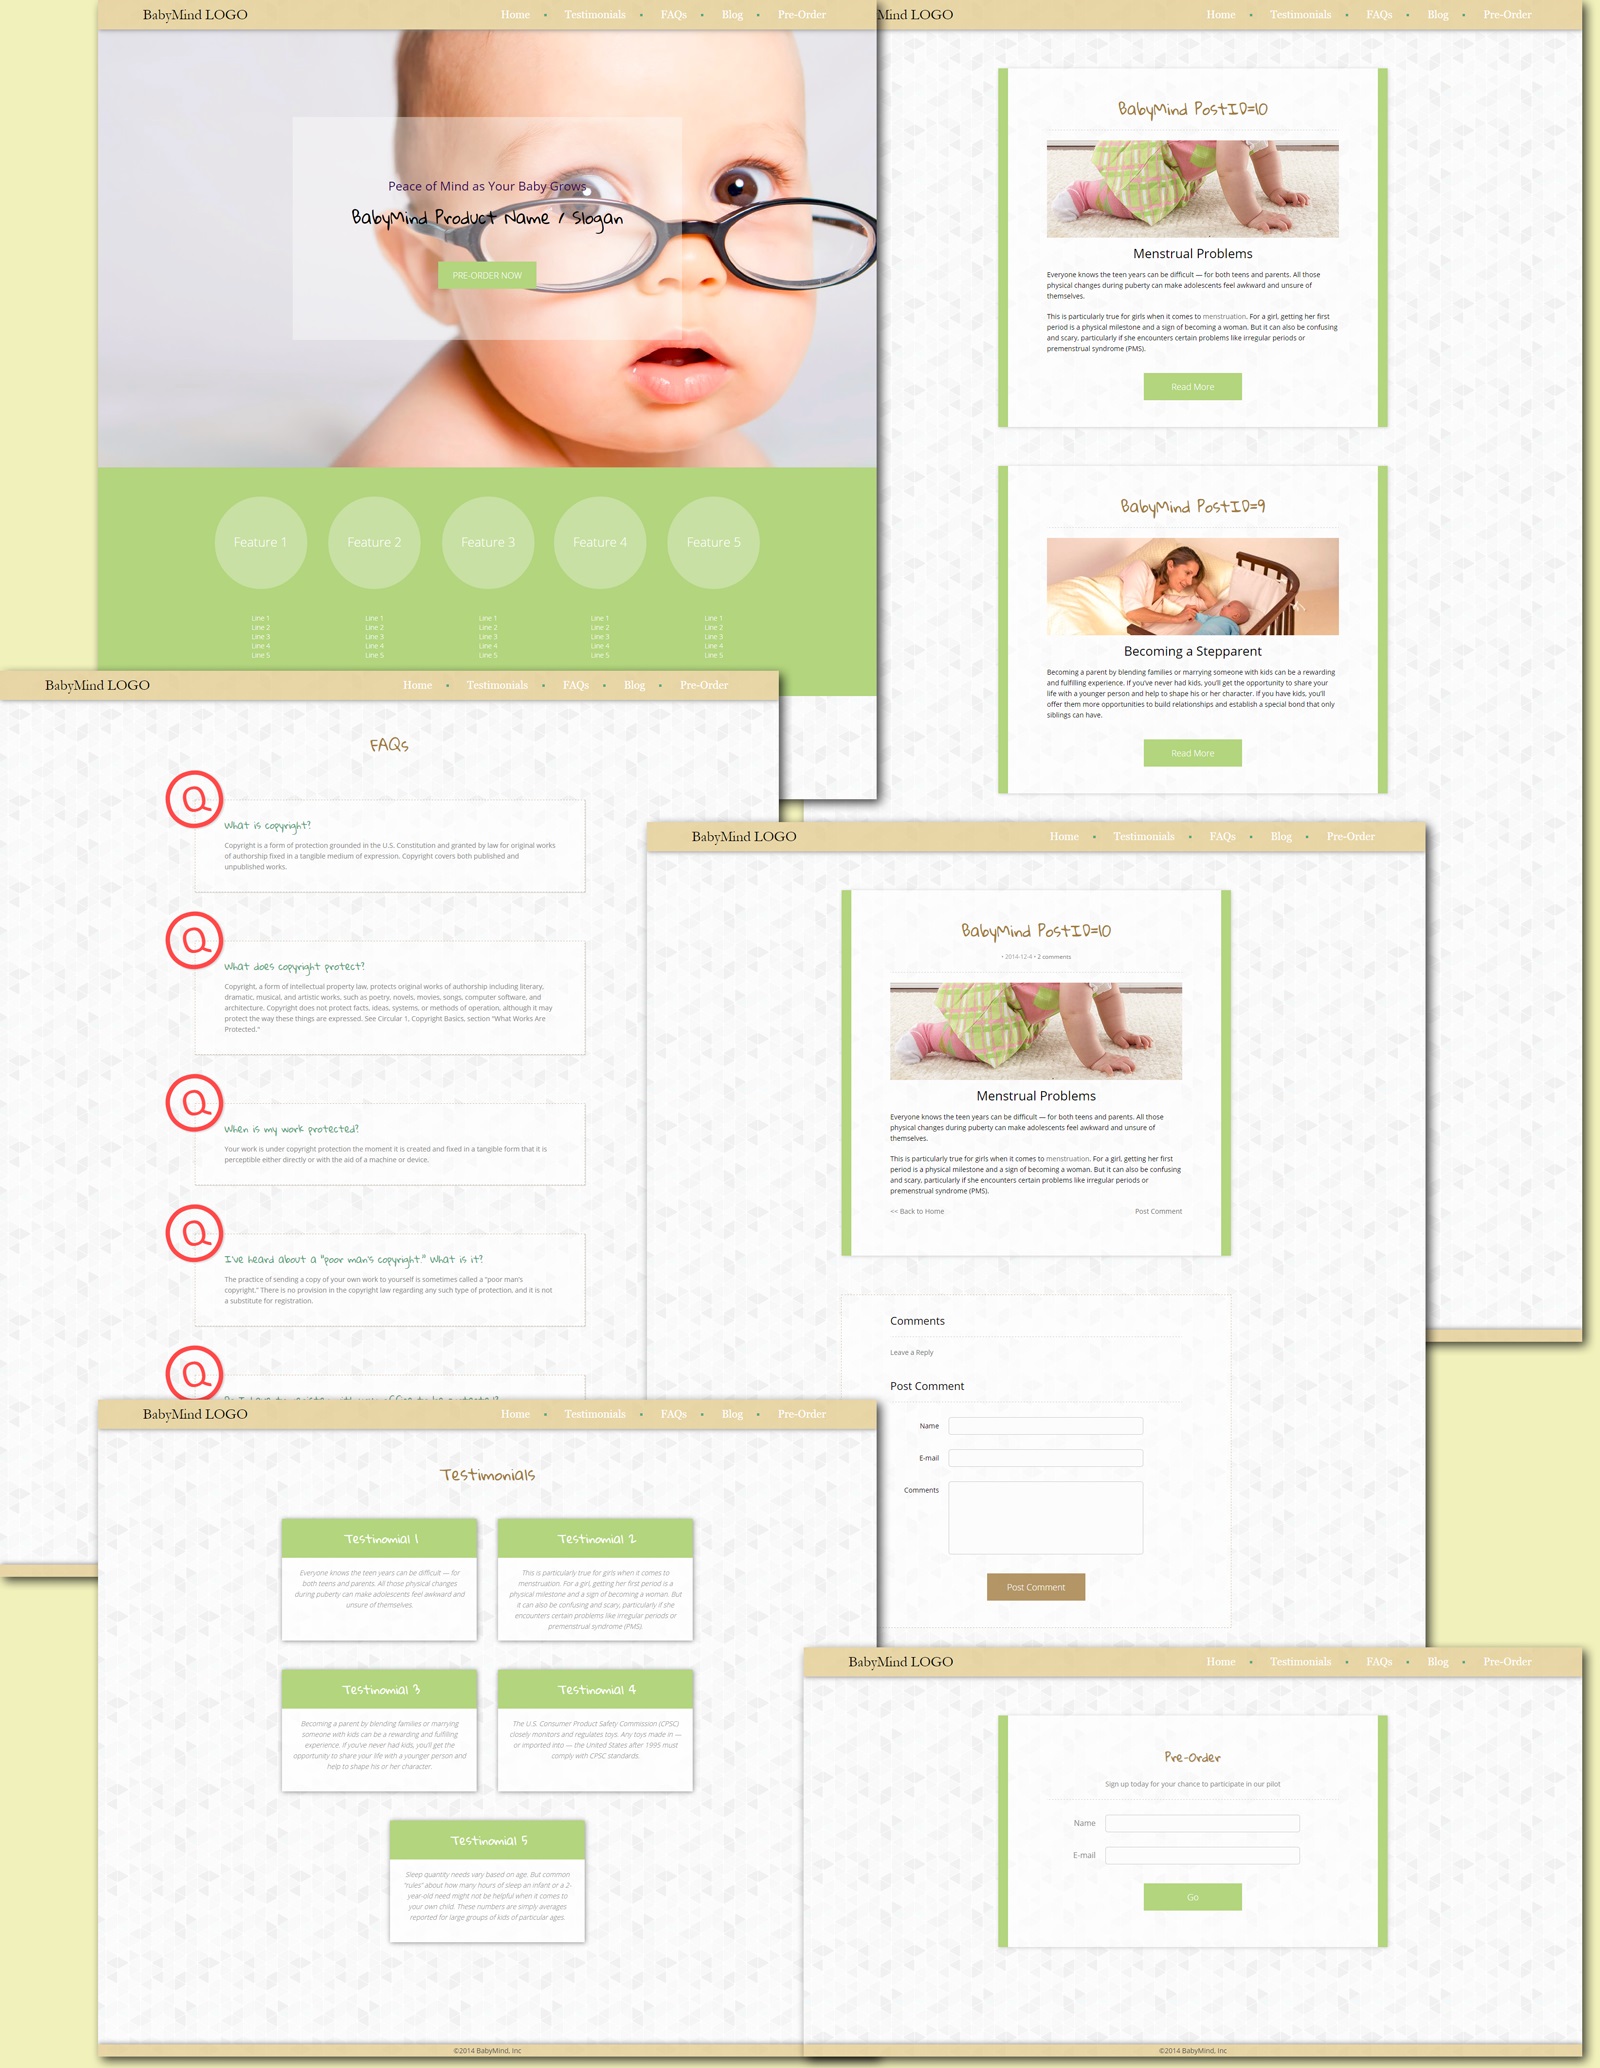 BabyMind LOGO
Home • Testimonials • FAQs • Blog • Pre-Order
Peace of Mind as Your Baby Grows
BabyMind Product Name / Slogan
PRE-ORDER NOW
Feature 1
Feature 2
Feature 3
Feature 4
Feature 5
Line 1
Line 2
Line 3
Line 4
Line 5
Line 1
Line 2
Line 3
Line 4
Line 5
Line 1
Line 2
Line 3
Line 4
Line 5
Line 1
Line 2
Line 3
Line 4
Line 5
Line 1
Line 2
Line 3
Line 4
Line 5
Mind LOGO
Home • Testimonials • FAQs • Blog • Pre-Order
BabyMind PostID=10
Menstrual Problems
Everyone knows the teen years can be difficult — for both teens and parents. All those
physical changes during puberty can make adolescents feel awkward and unsure of
themselves.
This is particularly true for girls when it comes to menstruation. For a girl, getting her first
period is a physical milestone and a sign of becoming a woman. But it can also be confusing
and scary, particularly if she encounters certain problems like irregular periods or
premenstrual syndrome (PMS).
Read More
BabyMind PostID=9
Becoming a Stepparent
Becoming a parent by blending families or marrying someone with kids can be a rewarding
and fulfilling experience. If you've never had kids, you'll get the opportunity to share your
life with a younger person and help to shape his or her character. If you have kids, you'll
offer them more opportunities to build relationships and establish a special bond that only
siblings can have.
Read More
BabyMind LOGO
Home • Testimonials • FAQs • Blog • Pre-Order
FAQs
Q
What is copyright?
Copyright is a form of protection grounded in the U.S. Constitution and granted by law for original works
of authorship fixed in a tangible medium of expression. Copyright covers both published and
unpublished works.
Q
What does copyright protect?
Copyright, a form of intellectual property law, protects original works of authorship including literary,
dramatic, musical, and artistic works, such as poetry, novels, movies, songs, computer software, and
architecture. Copyright does not protect facts, ideas, systems, or methods of operation, although it may
protect the way these things are expressed. See Circular 1, Copyright Basics, section "What Works Are
Protected."
Q
When is my work protected?
Your work is under copyright protection the moment it is created and fixed in a tangible form that it is
perceptible either directly or with the aid of a machine or device.
Q
I've heard about a "poor man's copyright." What is it?
The practice of sending a copy of your own work to yourself is sometimes called a "poor man's
copyright." There is no provision in the copyright law regarding any such type of protection, and it is not
a substitute for registration.
Q
BabyMind LOGO
Home • Testimonials • FAQs • Blog • Pre-Order
BabyMind PostID=10
• 2014-12-4 • 2 comments
Menstrual Problems
Everyone knows the teen years can be difficult — for both teens and parents. All those
physical changes during puberty can make adolescents feel awkward and unsure of
themselves.
This is particularly true for girls when it comes to menstruation. For a girl, getting her first
period is a physical milestone and a sign of becoming a woman. But it can also be confusing
and scary, particularly if she encounters certain problems like irregular periods or
premenstrual syndrome (PMS).
<< Back to Home
Post Comment
Comments
Leave a Reply
Post Comment
Name
E-mail
Comments
Post Comment
BabyMind LOGO
Home • Testimonials • FAQs • Blog • Pre-Order
Testimonials
Testinomial 1
Everyone knows the teen years can be difficult — for
both teens and parents. All those physical changes
during puberty can make adolescents feel awkward and
unsure of themselves.
Testinomial 2
This is particularly true for girls when it comes to
menstruation. For a girl, getting her first period is a
physical milestone and a sign of becoming a woman. But
it can also be confusing and scary, particularly if she
encounters certain problems like irregular periods or
premenstrual syndrome (PMS).
Testinomial 3
Becoming a parent by blending families or marrying
someone with kids can be a rewarding and fulfilling
experience. If you've never had kids, you'll get the
opportunity to share your life with a younger person and
help to shape his or her character.
Testinomial 4
The U.S. Consumer Product Safety Commission (CPSC)
closely monitors and regulates toys. Any toys made in —
or imported into — the United States after 1995 must
comply with CPSC standards.
Testinomial 5
Sleep quantity needs vary based on age. But common
"rules" about how many hours of sleep an infant or a 2-
year-old need might not be helpful when it comes to
your own child. These numbers are simply averages
reported for large groups of kids of particular ages.
©2014 BabyMind, Inc
BabyMind LOGO
Home • Testimonials • FAQs • Blog • Pre-Order
Pre-Order
Sign up today for your chance to participate in our pilot
Name
E-mail
Go
©2014 BabyMind, Inc